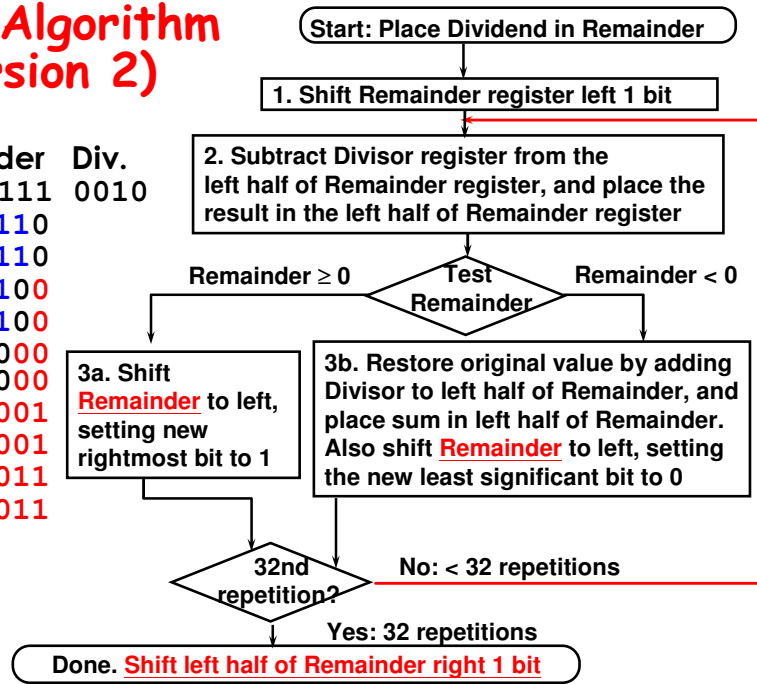 Algorithm
sion 2)
Start: Place Dividend in Remainder
1. Shift Remainder register left 1 bit
der Div.
111 0010
110
110
100
100
000
000
001
001
011
011
2. Subtract Divisor register from the
left half of Remainder register, and place the
result in the left half of Remainder register
Remainder ≥ 0
Test
Remainder
Remainder < 0
3a. Shift
Remainder to left,
setting new
rightmost bit to 1
3b. Restore original value by adding
Divisor to left half of Remainder, and
place sum in left half of Remainder.
Also shift Remainder to left, setting
the new least significant bit to 0
32nd
repetition?
No: < 32 repetitions
Yes: 32 repetitions
Done. Shift left half of Remainder right 1 bit